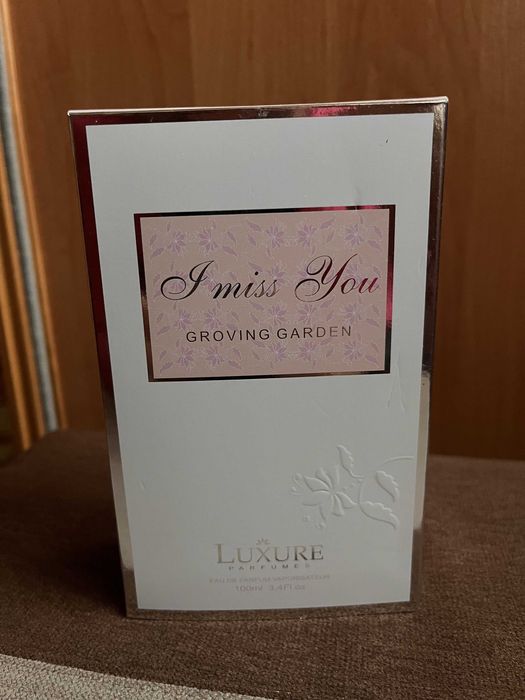 I miss You
GROVING GARDEN
LUXURE
PARFUMES
EAU DE PARFUM VAPORISATEUR
100ml 3.4Fl.oz